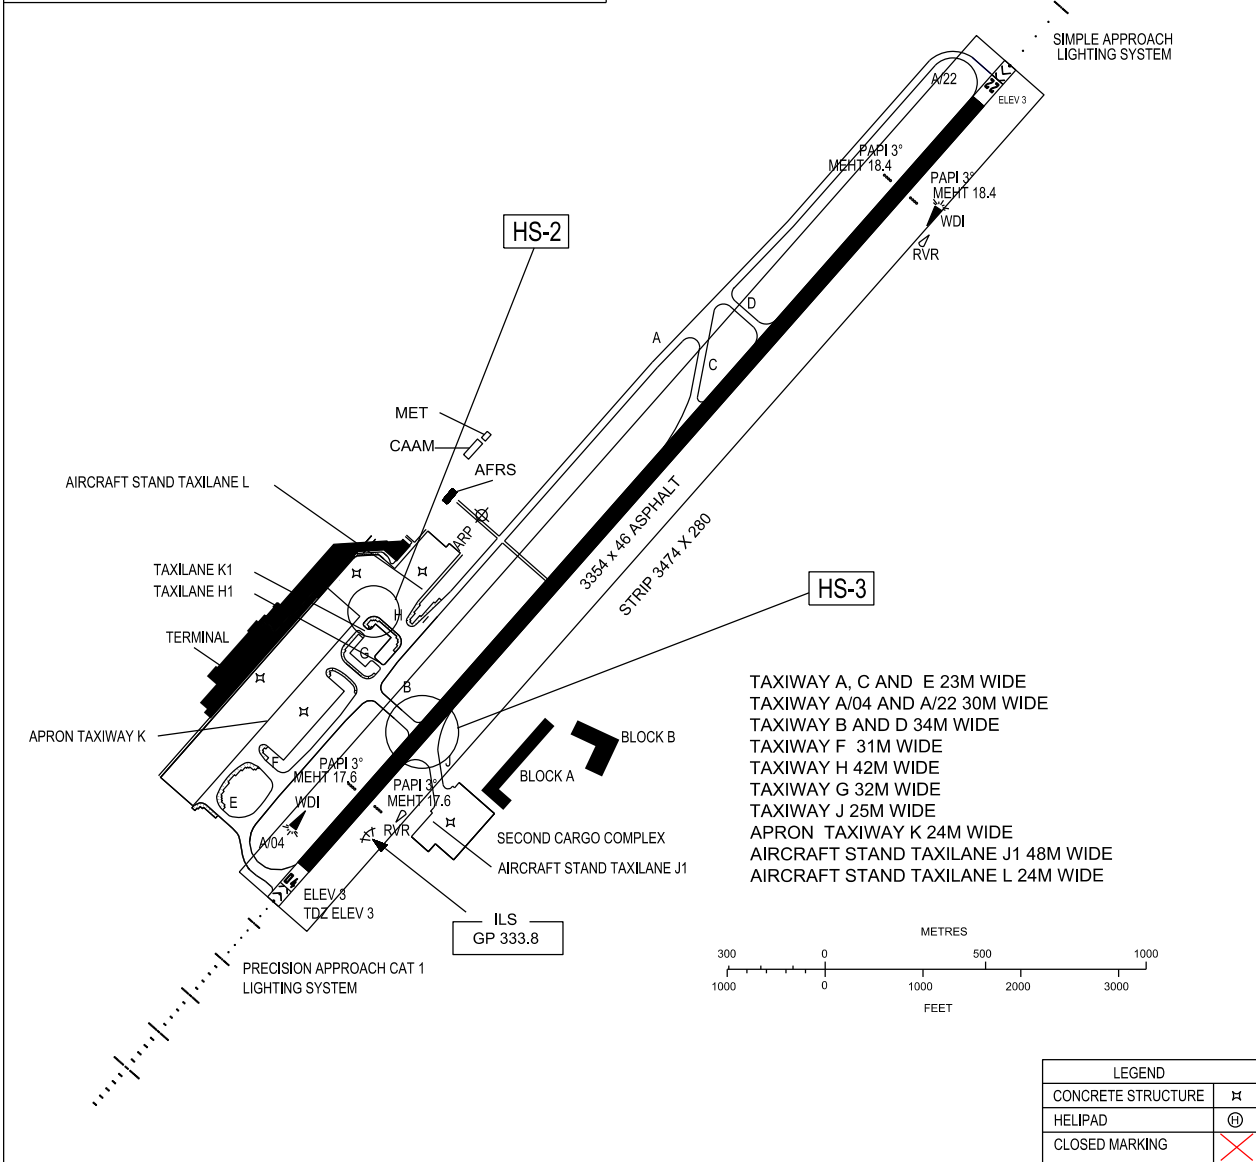 SIMPLE APPROACH
LIGHTING SYSTEM
A/22
22
ELEV 3
PAPI 3°
MEHT 18.4
PAPI 3°
MEHT 18.4
WDI
RVR
HS-2
D
A
C
MET
CAAM
AFRS
AIRCRAFT STAND TAXILANE L
ARP
3354 x 46 ASPHALT
STRIP 3474 X 280
TAXILANE K1
TAXILANE H1
HS-3
H
TERMINAL
G
B
APRON TAXIWAY K
F
E
J
PAPI 3°
MEHT 17.6
PAPI 3°
MEHT 17.6
WDI
RVR
A/04
BLOCK B
BLOCK A
SECOND CARGO COMPLEX
AIRCRAFT STAND TAXILANE J1
04
ELEV 3
TDZ ELEV 3
ILS
GP 333.8
PRECISION APPROACH CAT 1
LIGHTING SYSTEM
TAXIWAY A, C AND E 23M WIDE
TAXIWAY A/04 AND A/22 30M WIDE
TAXIWAY B AND D 34M WIDE
TAXIWAY F 31M WIDE
TAXIWAY H 42M WIDE
TAXIWAY G 32M WIDE
TAXIWAY J 25M WIDE
APRON TAXIWAY K 24M WIDE
AIRCRAFT STAND TAXILANE J1 48M WIDE
AIRCRAFT STAND TAXILANE L 24M WIDE
METRES
300 0 500 1000
1000 0 1000 2000 3000
FEET
LEGEND
CONCRETE STRUCTURE
HELIPAD H
CLOSED MARKING